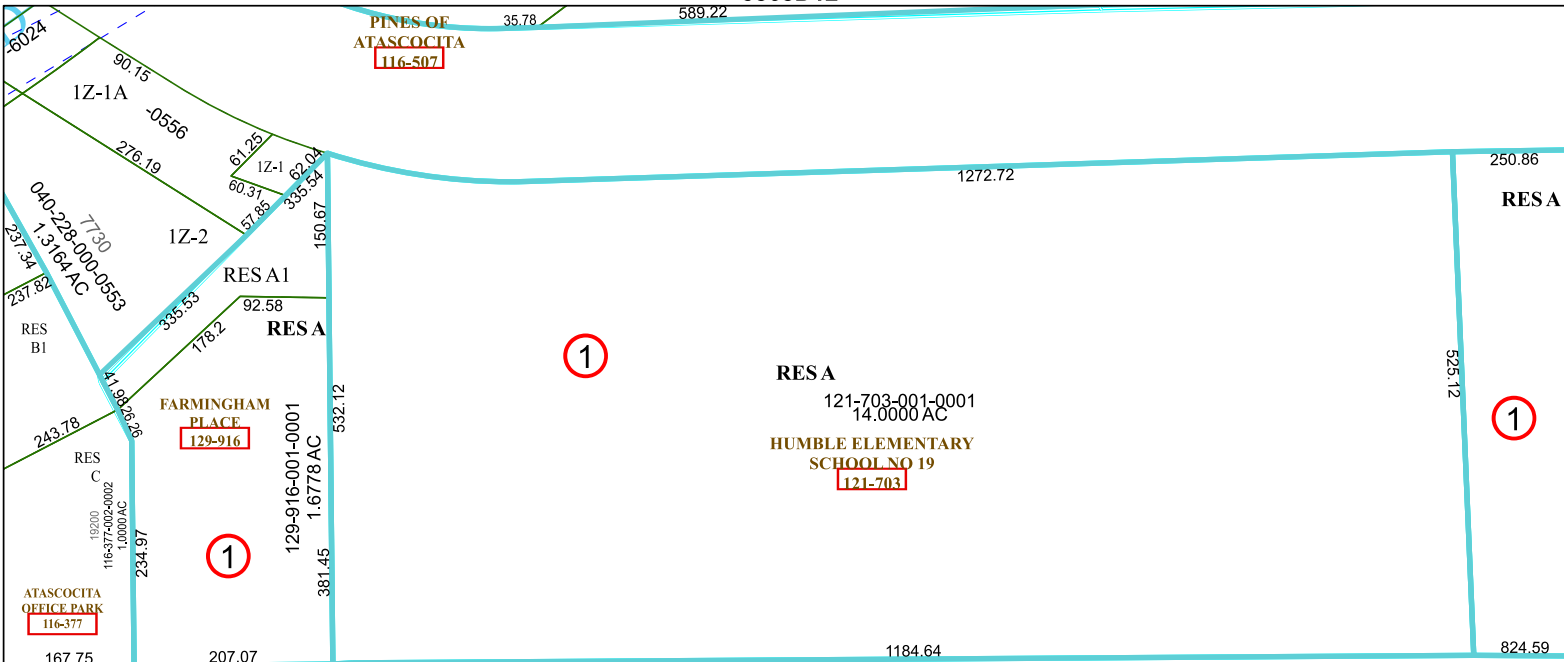 589.22
35.78
PINES OF
ATASCOCITA
116-507
-6024
90.15
1Z-1A
-0556
276.19
61.25
1Z-1
62.04
60.31
335.54
57.85
150.67
1272.72
250.86
RES A
7730
040-228-000-0553
1.3164 AC
237.34
237.82
1Z-2
RES A1
335.53
92.58
178.2
RES A
RES
B1
1
RES A
121-703-001-0001
14.0000 AC
HUMBLE ELEMENTARY
SCHOOL NO 19
121-703
525.12
1
41.98
26.26
243.78
FARMINGHAM
PLACE
129-916
532.12
129-916-001-0001
1.6778 AC
RES
C
19200
116-377-002-0002
1.0000 AC
234.97
1
381.45
ATASCOCITA
OFFICE PARK
116-377
167.75
207.07
1184.64
824.59